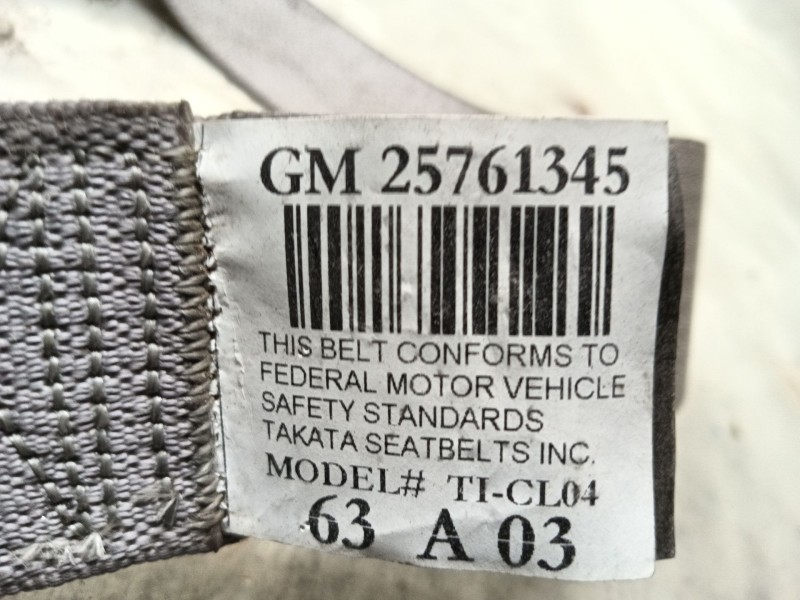 GM 25761345
THIS BELT CONFORMS TO
FEDERAL MOTOR VEHICLE
SAFETY STANDARDS
TAKATA SEATBELTS INC.
MODEL# TI-CL04
63 A 03